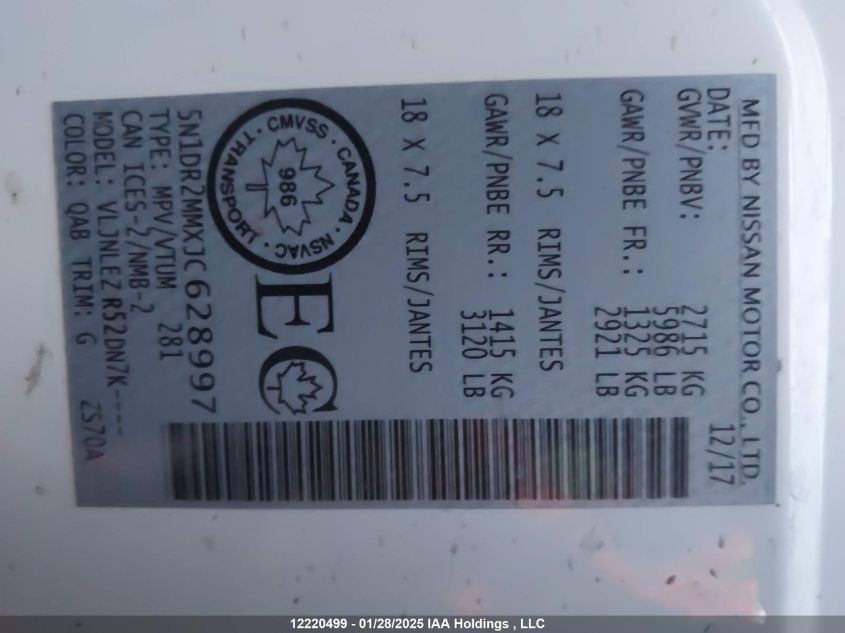 MFD BY NISSAN MOTOR CO., LTD.
DATE: 12/17
GVWR/PNBV: 2715 KG
5986 LB
GAWR/PNBE FR.: 1325 KG
2921 LB
18 X 7.5 RIMS/JANTES
GAWR/PNBE RR.: 1415 KG
3120 LB
18 X 7.5 RIMS/JANTES
CMVSS · CANADA · NSVAC · TRANSPORT ·
986
EC
5N1DR2MMXJC628997
TYPE: MPV/VTUM 281
CAN ICES-2/NMB-2
MODEL: VLJNLEZ R52DN7K----
COLOR: QAB TRIM: G Z570A
12220499 - 01/28/2025 IAA Holdings , LLC